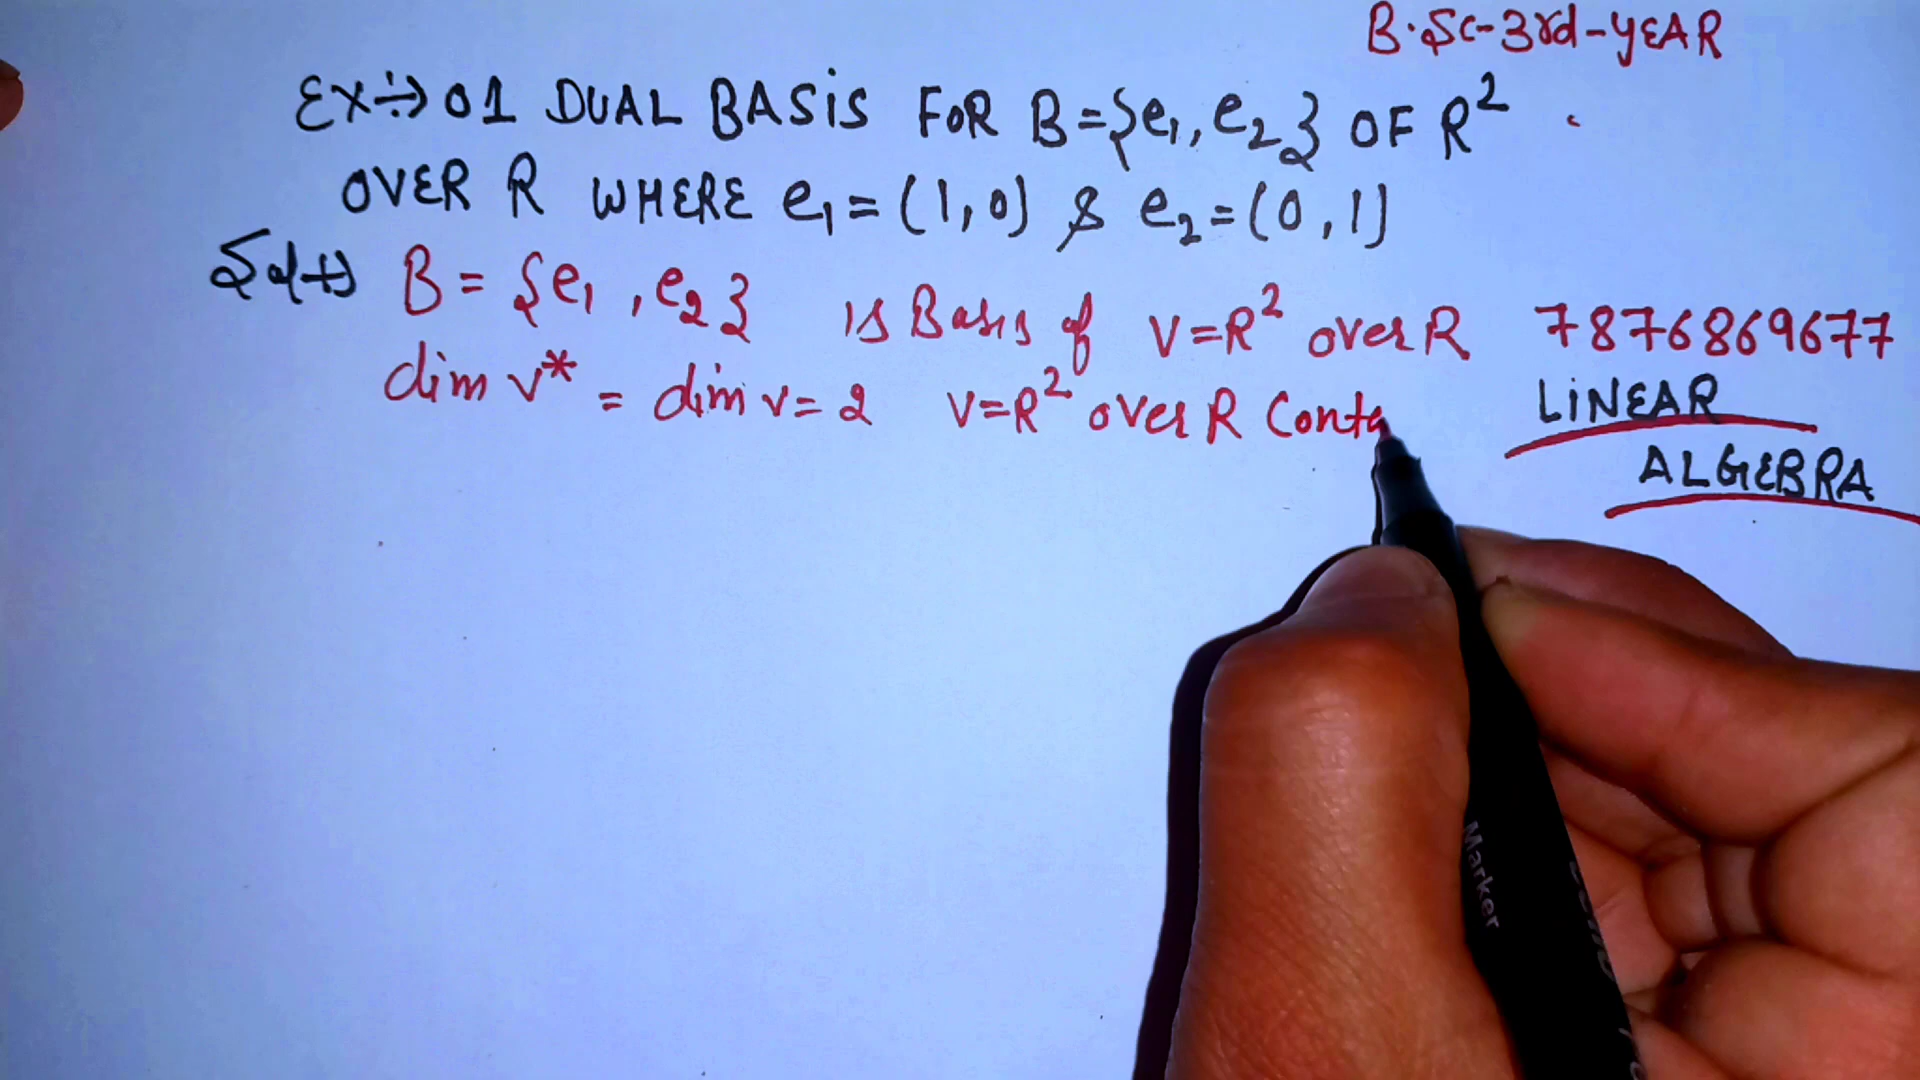 B.Sc-3rd-YEAR
Ex:→ 01 DUAL BASiS FOR B={e₁, e₂} OF R²
OVER R WHERE e₁=(1,0) & e₂=(0,1)
Sol→ B = {e₁, e₂} is Basis of V=R² over R
7876869677
dim V* = dim V= 2 V=R² over R Conta
LiNEAR
ALGEBRA
Marker